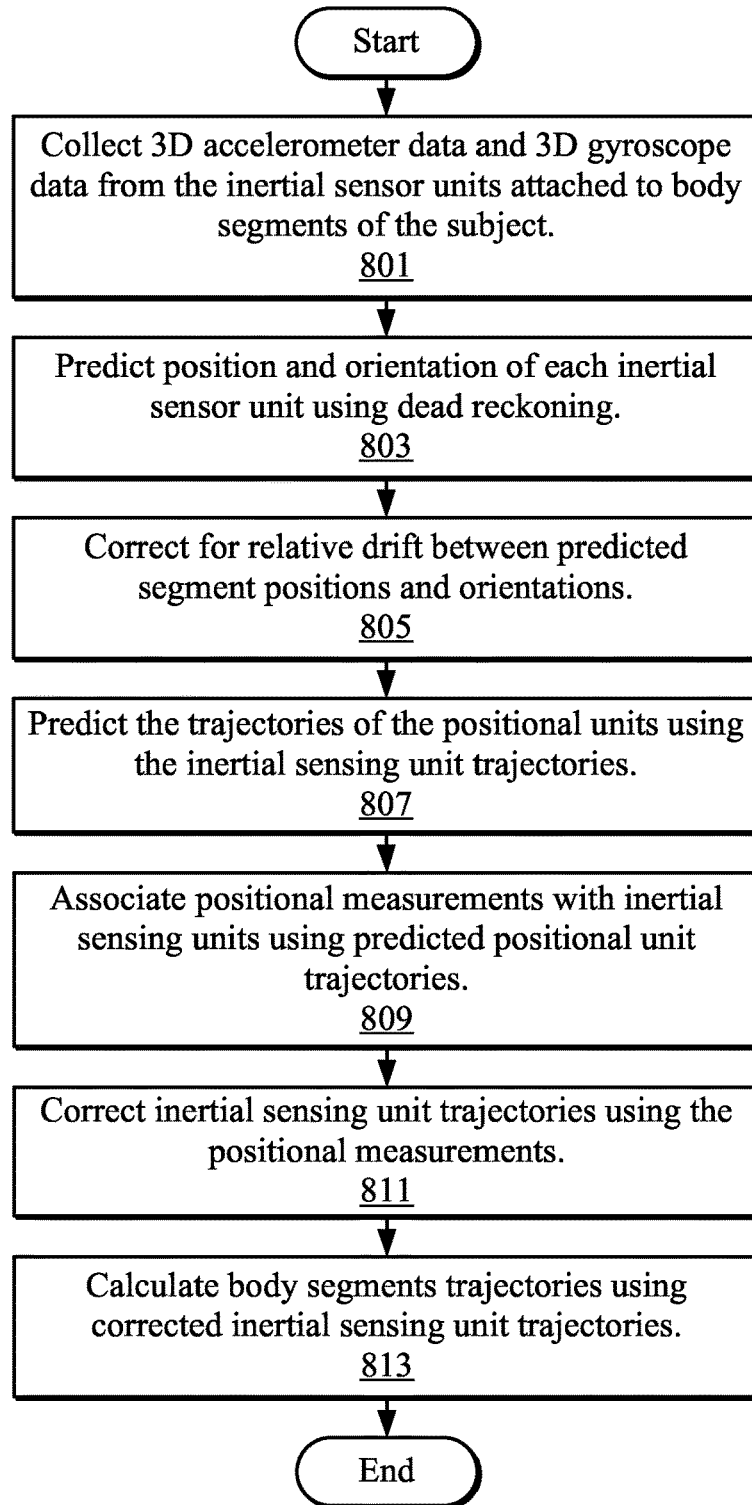 Start
Collect 3D accelerometer data and 3D gyroscope
data from the inertial sensor units attached to body
segments of the subject.
801
Predict position and orientation of each inertial
sensor unit using dead reckoning.
803
Correct for relative drift between predicted
segment positions and orientations.
805
Predict the trajectories of the positional units using
the inertial sensing unit trajectories.
807
Associate positional measurements with inertial
sensing units using predicted positional unit
trajectories.
809
Correct inertial sensing unit trajectories using the
positional measurements.
811
Calculate body segments trajectories using
corrected inertial sensing unit trajectories.
813
End